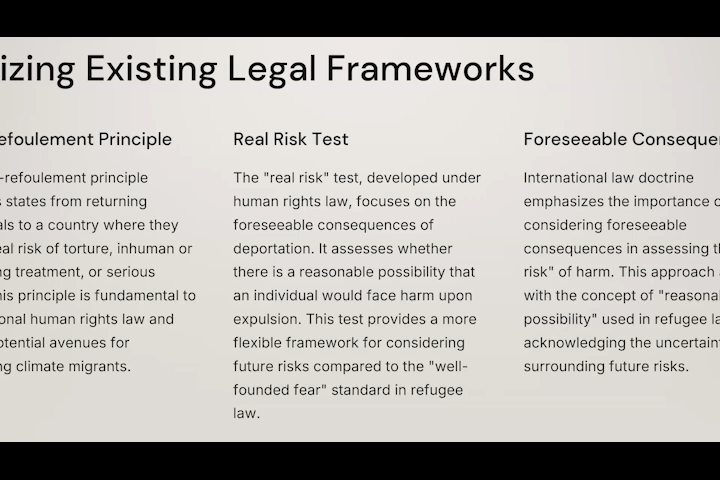 izing Existing Legal Frameworks
efoulement Principle
-refoulement principle
s states from returning
als to a country where they
eal risk of torture, inhuman or
ng treatment, or serious
his principle is fundamental to
onal human rights law and
otential avenues for
ng climate migrants.
Real Risk Test
The "real risk" test, developed under
human rights law, focuses on the
foreseeable consequences of
deportation. It assesses whether
there is a reasonable possibility that
an individual would face harm upon
expulsion. This test provides a more
flexible framework for considering
future risks compared to the "well-
founded fear" standard in refugee
law.
Foreseeable Consequen
International law doctrine
emphasizes the importance o
considering foreseeable
consequences in assessing th
risk" of harm. This approach a
with the concept of "reasonal
possibility" used in refugee la
acknowledging the uncertain
surrounding future risks.